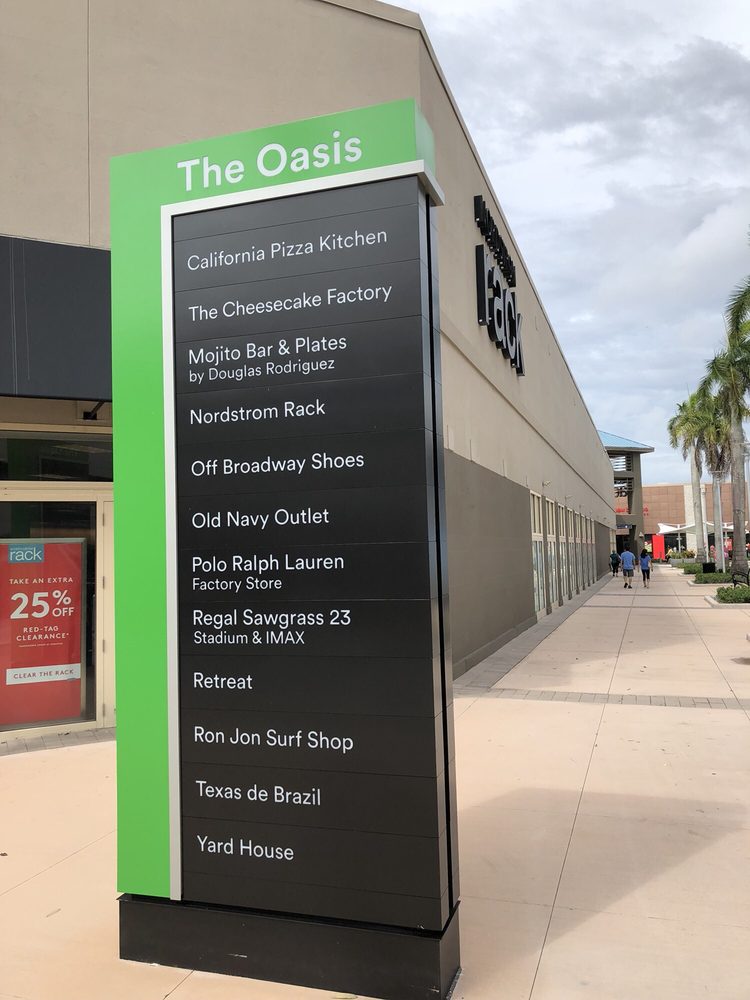 The Oasis
California Pizza Kitchen
The Cheesecake Factory
Mojito Bar & Plates
by Douglas Rodriguez
Nordstrom Rack
Off Broadway Shoes
Old Navy Outlet
Polo Ralph Lauren
Factory Store
Regal Sawgrass 23
Stadium & IMAX
Retreat
Ron Jon Surf Shop
Texas de Brazil
Yard House
rack
rack
TAKE AN EXTRA
25% OFF
RED-TAG
CLEARANCE*
CLEAR THE RACK